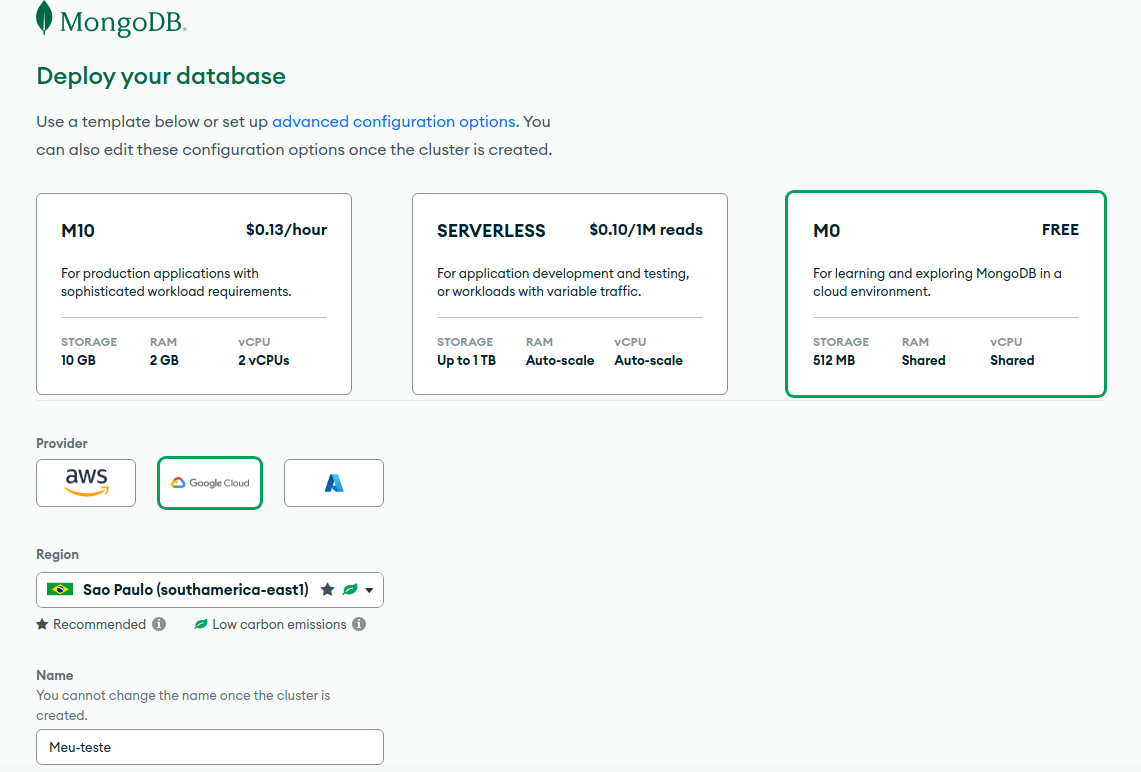 MongoDB.
Deploy your database
Use a template below or set up advanced configuration options. You
can also edit these configuration options once the cluster is created.
M10 $0.13/hour
For production applications with
sophisticated workload requirements.
STORAGE RAM vCPU
10 GB 2 GB 2 vCPUs
SERVERLESS $0.10/1M reads
For application development and testing,
or workloads with variable traffic.
STORAGE RAM vCPU
Up to 1 TB Auto-scale Auto-scale
M0 FREE
For learning and exploring MongoDB in a
cloud environment.
STORAGE RAM vCPU
512 MB Shared Shared
Provider
aws Google Cloud
Region
Sao Paulo (southamerica-east1)
Recommended Low carbon emissions
Name
You cannot change the name once the cluster is
created.
Meu-teste